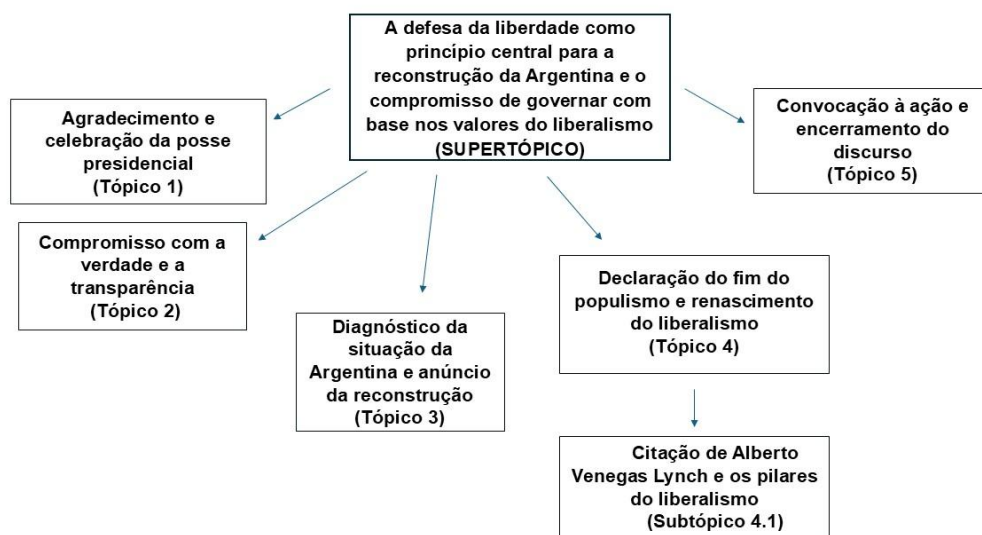 A defesa da liberdade como
princípio central para a
reconstrução da Argentina e o
compromisso de governar com
base nos valores do liberalismo
(SUPERTÓPICO)
Agradecimento e
celebração da posse
presidencial
(Tópico 1)
Convocação à ação e
encerramento do
discurso
(Tópico 5)
Compromisso com a
verdade e a
transparência
(Tópico 2)
Declaração do fim do
populismo e renascimento
do liberalismo
(Tópico 4)
Diagnóstico da
situação da
Argentina e anúncio
da reconstrução
(Tópico 3)
Citação de Alberto
Venegas Lynch e os pilares
do liberalismo
(Subtópico 4.1)